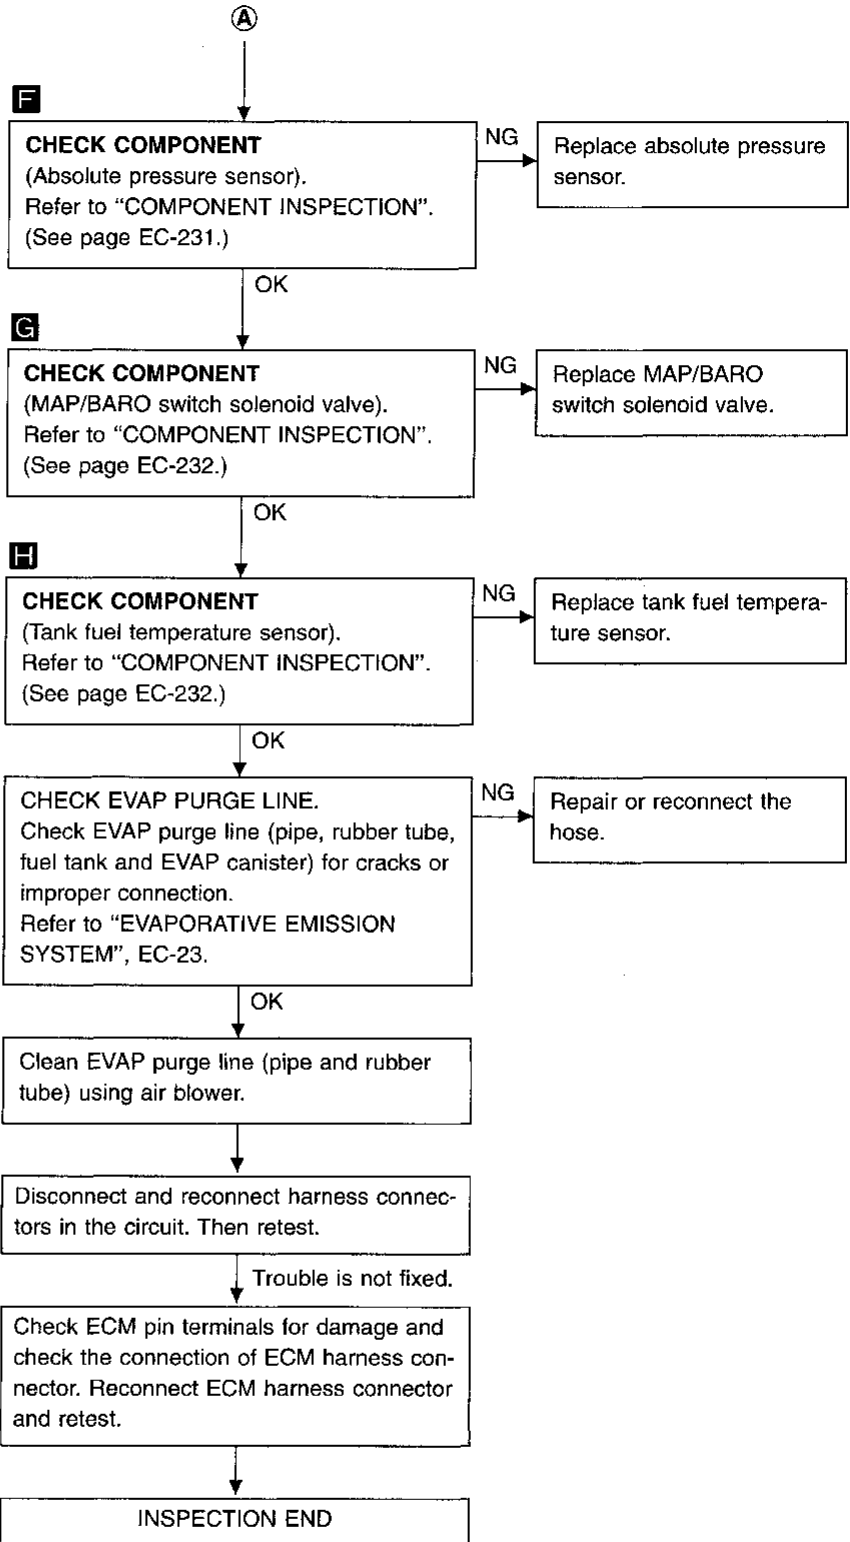 A
F
CHECK COMPONENT
(Absolute pressure sensor).
Refer to “COMPONENT INSPECTION”.
(See page EC-231.)
NG
Replace absolute pressure
sensor.
OK
G
CHECK COMPONENT
(MAP/BARO switch solenoid valve).
Refer to “COMPONENT INSPECTION”.
(See page EC-232.)
NG
Replace MAP/BARO
switch solenoid valve.
OK
H
CHECK COMPONENT
(Tank fuel temperature sensor).
Refer to “COMPONENT INSPECTION”.
(See page EC-232.)
NG
Replace tank fuel tempera-
ture sensor.
OK
CHECK EVAP PURGE LINE.
Check EVAP purge line (pipe, rubber tube,
fuel tank and EVAP canister) for cracks or
improper connection.
Refer to “EVAPORATIVE EMISSION
SYSTEM”, EC-23.
NG
Repair or reconnect the
hose.
OK
Clean EVAP purge line (pipe and rubber
tube) using air blower.
Disconnect and reconnect harness connec-
tors in the circuit. Then retest.
Trouble is not fixed.
Check ECM pin terminals for damage and
check the connection of ECM harness con-
nector. Reconnect ECM harness connector
and retest.
INSPECTION END